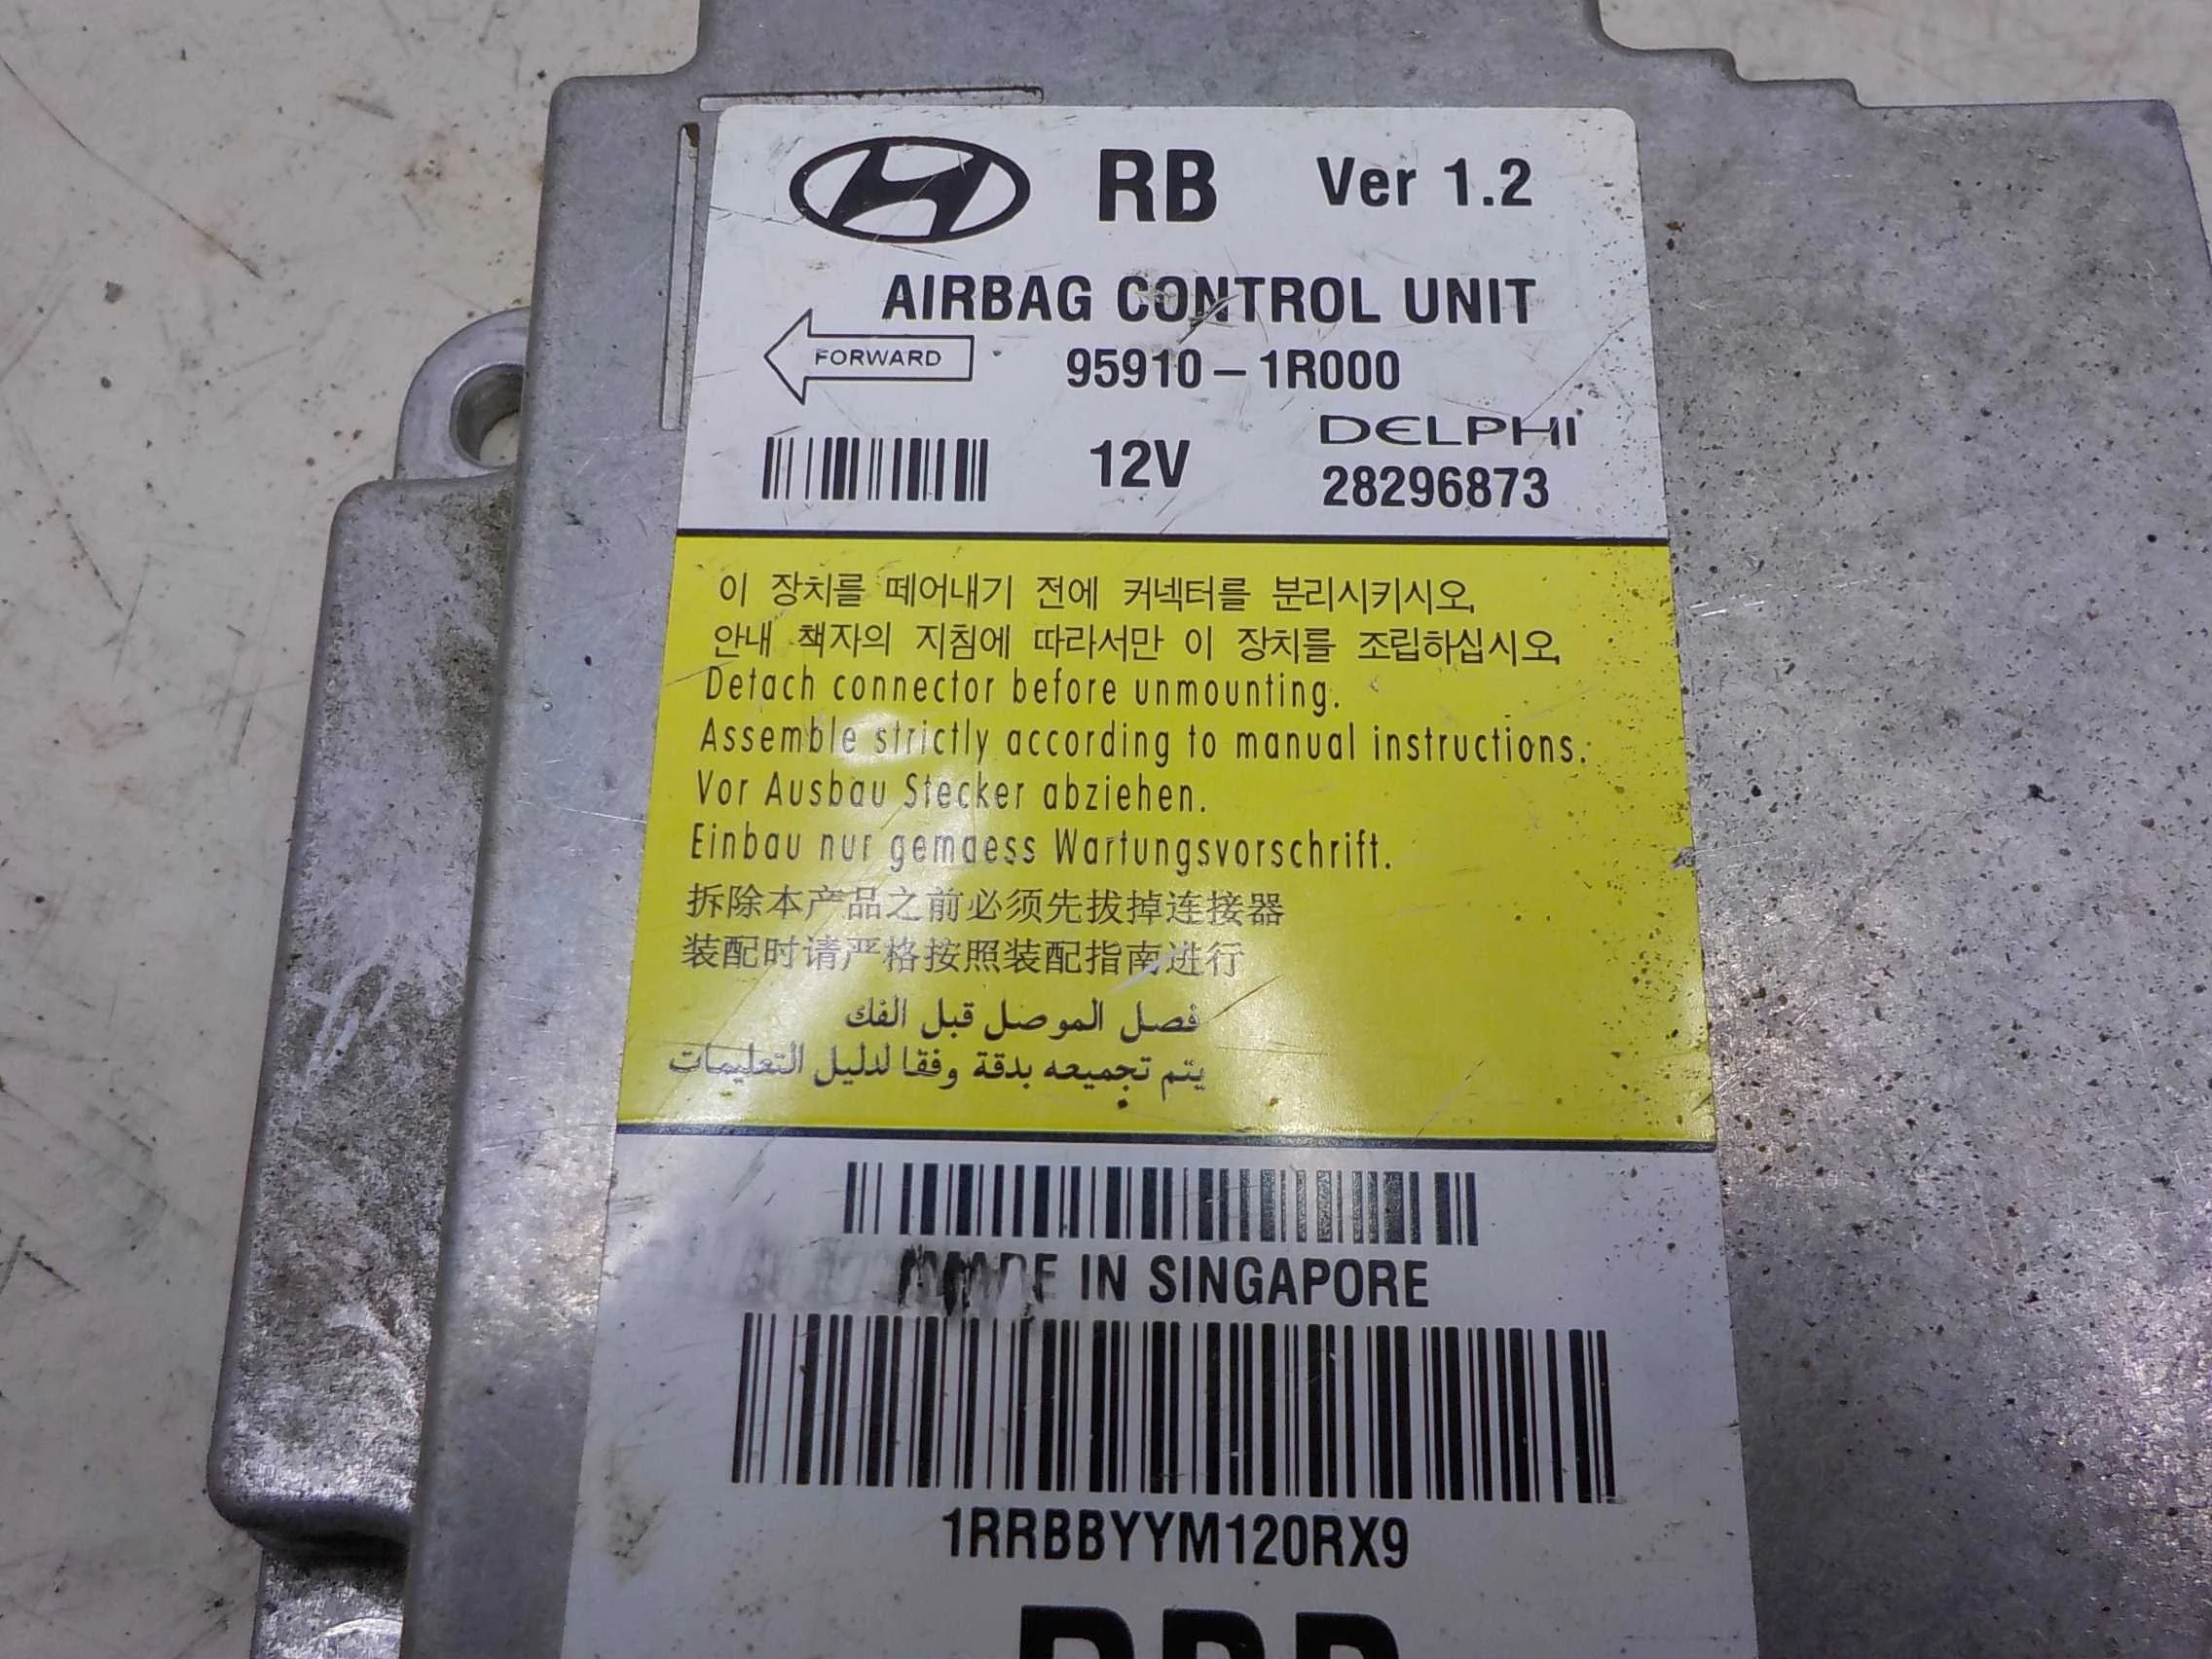 RB Ver 1.2
AIRBAG CONTROL UNIT
FORWARD 95910-1R000
12V DELPHI
28296873
이 장치를 떼어내기 전에 커넥터를 분리시키시오.
안내 책자의 지침에 따라서만 이 장치를 조립하십시오.
Detach connector before unmounting.
Assemble strictly according to manual instructions.
Vor Ausbau Stecker abziehen.
Einbau nur gemaess Wartungsvorschrift.
拆除本产品之前必须先拔掉连接器
装配时请严格按照装配指南进行
فصل الموصل قبل الفك
يتم تجميعه بدقة وفقا لدليل التعليمات
MADE IN SINGAPORE
1RRBBYYM120RX9